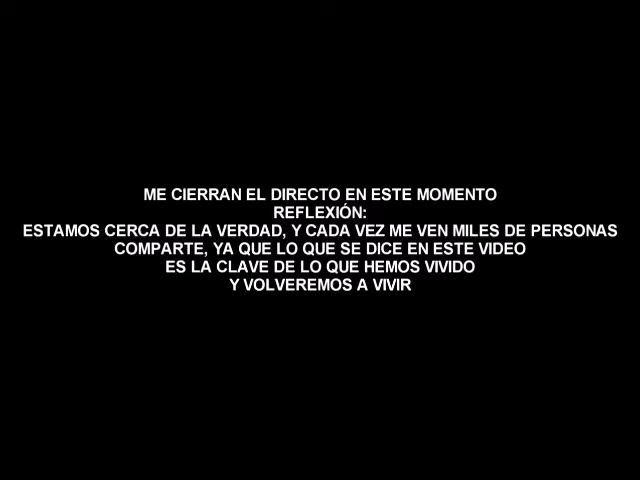 ME CIERRAN EL DIRECTO EN ESTE MOMENTO
REFLEXIÓN:
ESTAMOS CERCA DE LA VERDAD, Y CADA VEZ ME VEN MILES DE PERSONAS
COMPARTE, YA QUE LO QUE SE DICE EN ESTE VIDEO
ES LA CLAVE DE LO QUE HEMOS VIVIDO
Y VOLVEREMOS A VIVIR